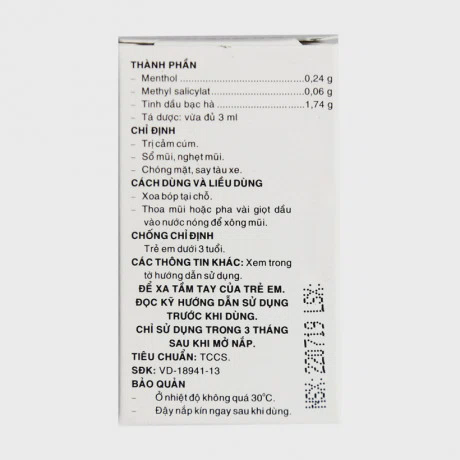 THÀNH PHẦN
– Menthol ............................0,24 g
– Methyl salicylat ........................0,06 g
– Tinh dầu bạc hà .......................1,74 g
– Tá dược: vừa đủ 3 ml
CHỈ ĐỊNH
– Trị cảm cúm.
– Sổ mũi, nghẹt mũi.
– Chóng mặt, say tàu xe.
CÁCH DÙNG VÀ LIỀU DÙNG
– Xoa bóp tại chỗ.
– Thoa mũi hoặc pha vài giọt dầu
vào nước nóng để xông mũi.
CHỐNG CHỈ ĐỊNH
Trẻ em dưới 3 tuổi.
CÁC THÔNG TIN KHÁC: Xem trong
tờ hướng dẫn sử dụng.
ĐỂ XA TẦM TAY CỦA TRẺ EM.
ĐỌC KỸ HƯỚNG DẪN SỬ DỤNG
TRƯỚC KHI DÙNG.
CHỈ SỬ DỤNG TRONG 3 THÁNG
SAU KHI MỞ NẮP.
TIÊU CHUẨN: TCCS.
SĐK: VD-18941-13
BẢO QUẢN
– Ở nhiệt độ không quá 30°C.
– Đậy nắp kín ngay sau khi dùng.
NSX: 220719 LSX: